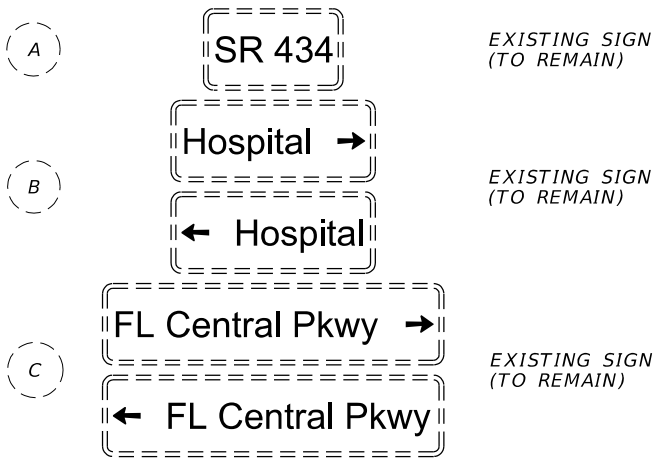 A
SR 434
EXISTING SIGN
(TO REMAIN)
Hospital →
B
EXISTING SIGN
(TO REMAIN)
← Hospital
FL Central Pkwy →
C
EXISTING SIGN
(TO REMAIN)
← FL Central Pkwy